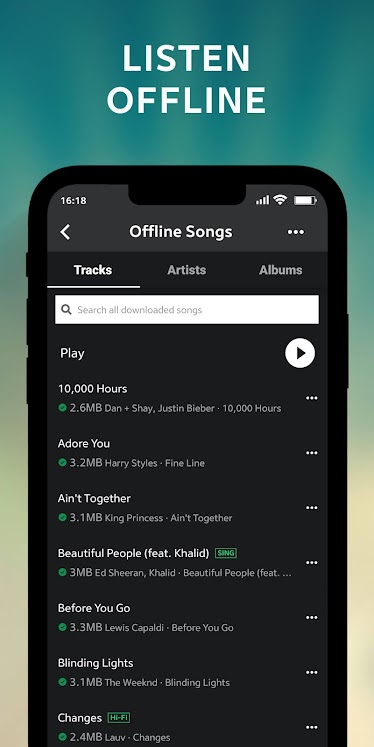 LISTEN
OFFLINE
16:18
Offline Songs
Tracks Artists Albums
Search all downloaded songs
Play
10,000 Hours
2.6MB Dan + Shay, Justin Bieber · 10,000 Hours
Adore You
3.2MB Harry Styles · Fine Line
Ain't Together
3.1MB King Princess · Ain't Together
Beautiful People (feat. Khalid) SING
3MB Ed Sheeran, Khalid · Beautiful People (feat. ...
Before You Go
3.3MB Lewis Capaldi · Before You Go
Blinding Lights
3.1MB The Weeknd · Blinding Lights
Changes Hi-Fi
2.4MB Lauv · Changes